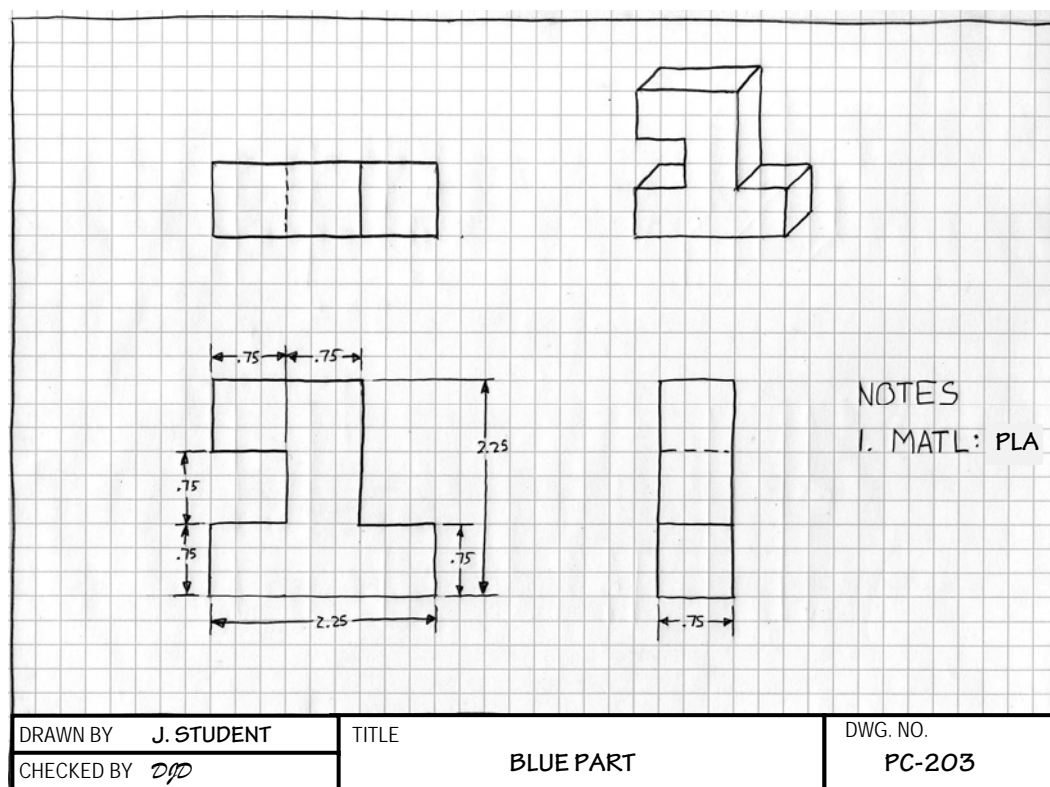 .75 .75
2.25
.75
.75
.75
2.25
.75
NOTES
1. MATL: PLA
DRAWN BY J. STUDENT
CHECKED BY DJD
TITLE
BLUE PART
DWG. NO.
PC-203